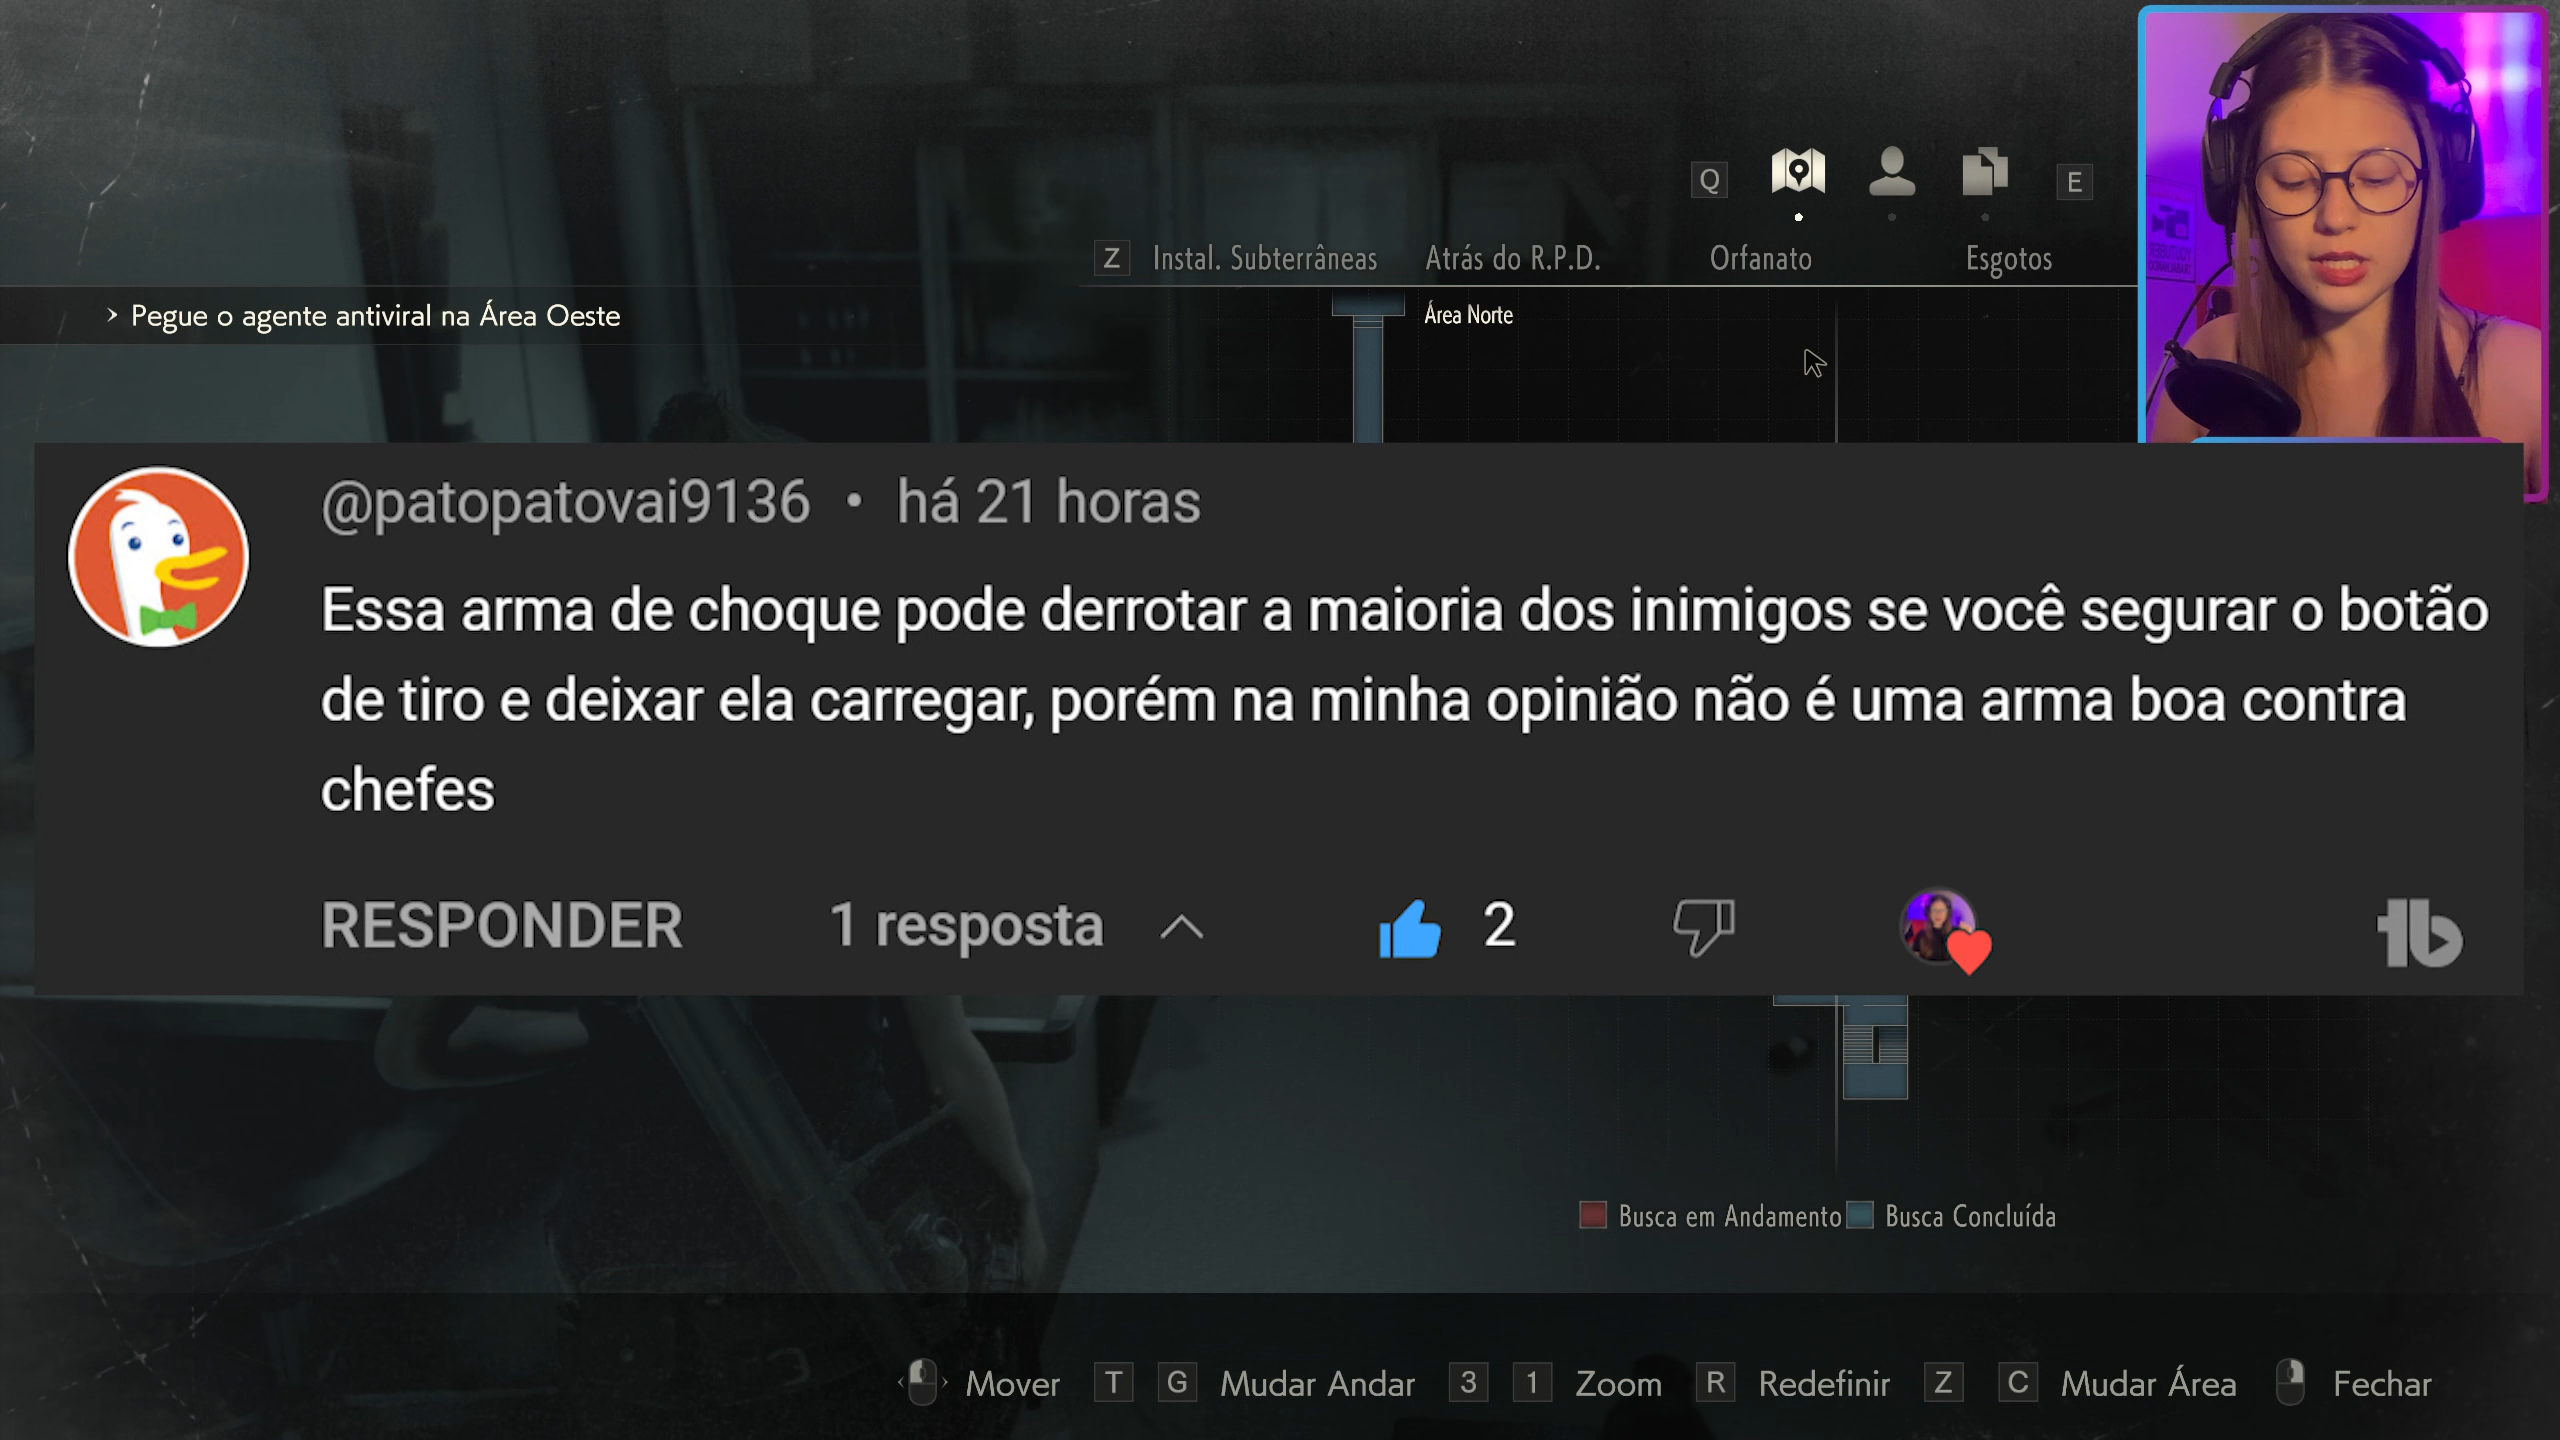 Q
E
Z Instal. Subterrâneas Atrás do R.P.D. Orfanato Esgotos
> Pegue o agente antiviral na Área Oeste
Área Norte
@patopatovai9136 • há 21 horas
Essa arma de choque pode derrotar a maioria dos inimigos se você segurar o botão
de tiro e deixar ela carregar, porém na minha opinião não é uma arma boa contra
chefes
RESPONDER 1 resposta 2
Busca em Andamento Busca Concluída
Mover T G Mudar Andar 3 1 Zoom R Redefinir Z C Mudar Área Fechar